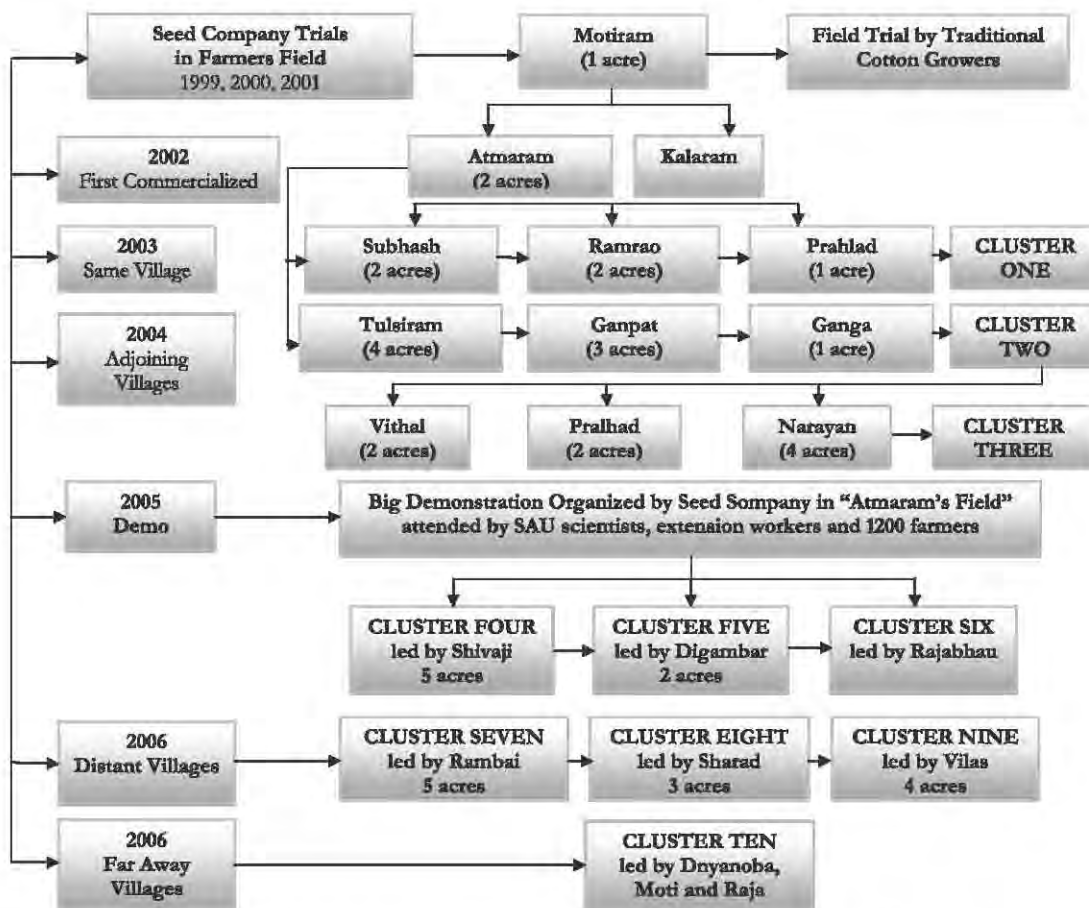 Seed Company Trials
in Farmers Field
1999, 2000, 2001
Motiram
(1 acre)
Field Trial by Traditional
Cotton Growers
2002
First Commercialized
Atmaram
(2 acres)
Kalaram
2003
Same Village
Subhash
(2 acres)
Ramrao
(2 acres)
Prahlad
(1 acre)
CLUSTER
ONE
2004
Adjoining
Villages
Tulsiram
(4 acres)
Ganpat
(3 acres)
Ganga
(1 acre)
CLUSTER
TWO
Vithal
(2 acres)
Pralhad
(2 acres)
Narayan
(4 acres)
CLUSTER
THREE
2005
Demo
Big Demonstration Organized by Seed Sompany in “Atmaram’s Field”
attended by SAU scientists, extension workers and 1200 farmers
CLUSTER FOUR
led by Shivaji
5 acres
CLUSTER FIVE
led by Digambar
2 acres
CLUSTER SIX
led by Rajabhau
2006
Distant Villages
CLUSTER SEVEN
led by Rambai
5 acres
CLUSTER EIGHT
led by Sharad
3 acres
CLUSTER NINE
led by Vilas
4 acres
2006
Far Away
Villages
CLUSTER TEN
led by Dnyanoba,
Moti and Raja